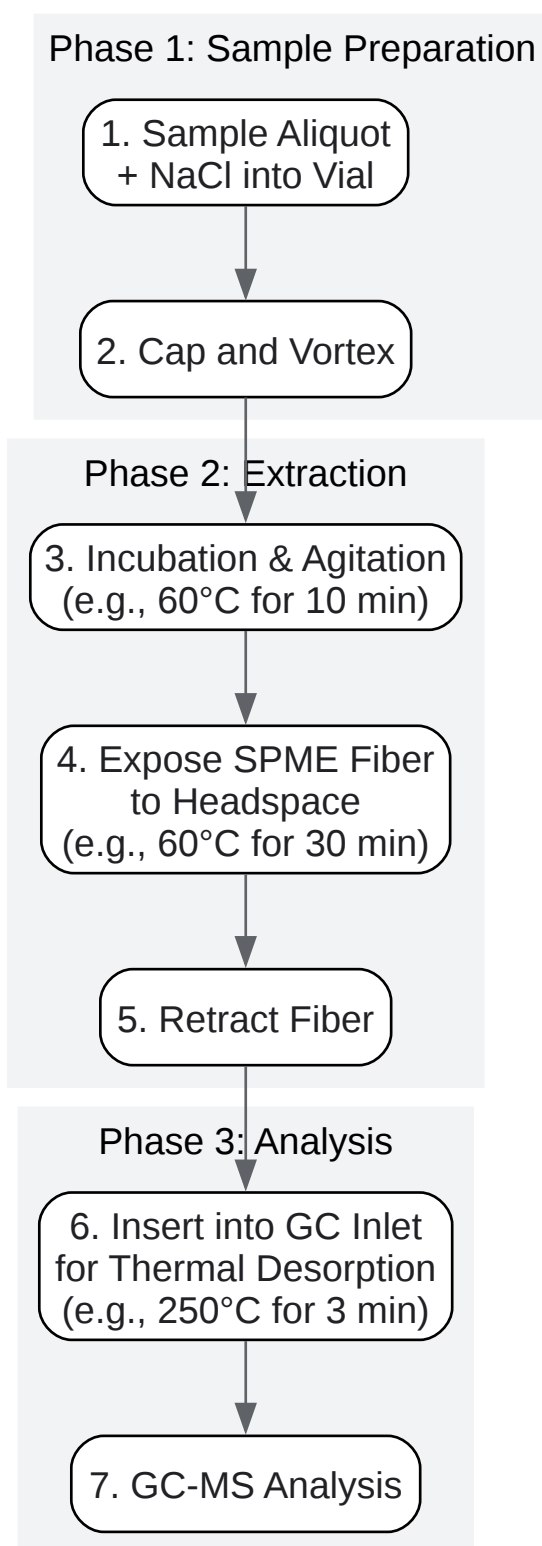 Phase 1: Sample Preparation
1. Sample Aliquot
+ NaCl into Vial
2. Cap and Vortex
Phase 2: Extraction
3. Incubation & Agitation
(e.g., 60°C for 10 min)
4. Expose SPME Fiber
to Headspace
(e.g., 60°C for 30 min)
5. Retract Fiber
Phase 3: Analysis
6. Insert into GC Inlet
for Thermal Desorption
(e.g., 250°C for 3 min)
7. GC-MS Analysis